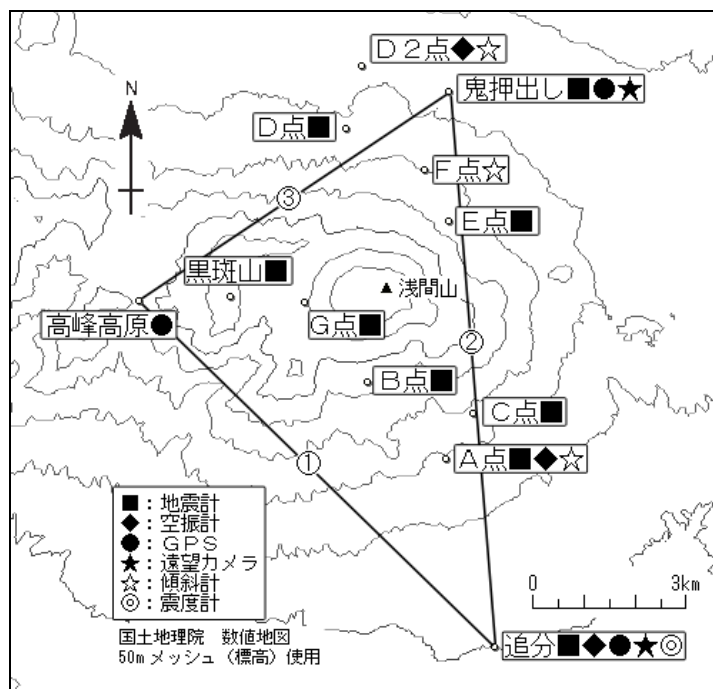 D2点◆☆
鬼押出し■●★
D点■
N
F点☆
③
E点■
黒斑山■
▲浅間山
高峰高原●
G点■
②
B点■
C点■
①
A点■◆☆
■：地震計
◆：空振計
●：GPS
★：遠望カメラ
☆：傾斜計
◎：震度計
0 3km
国土地理院 数値地図
50mメッシュ（標高）使用
追分■◆●★◎